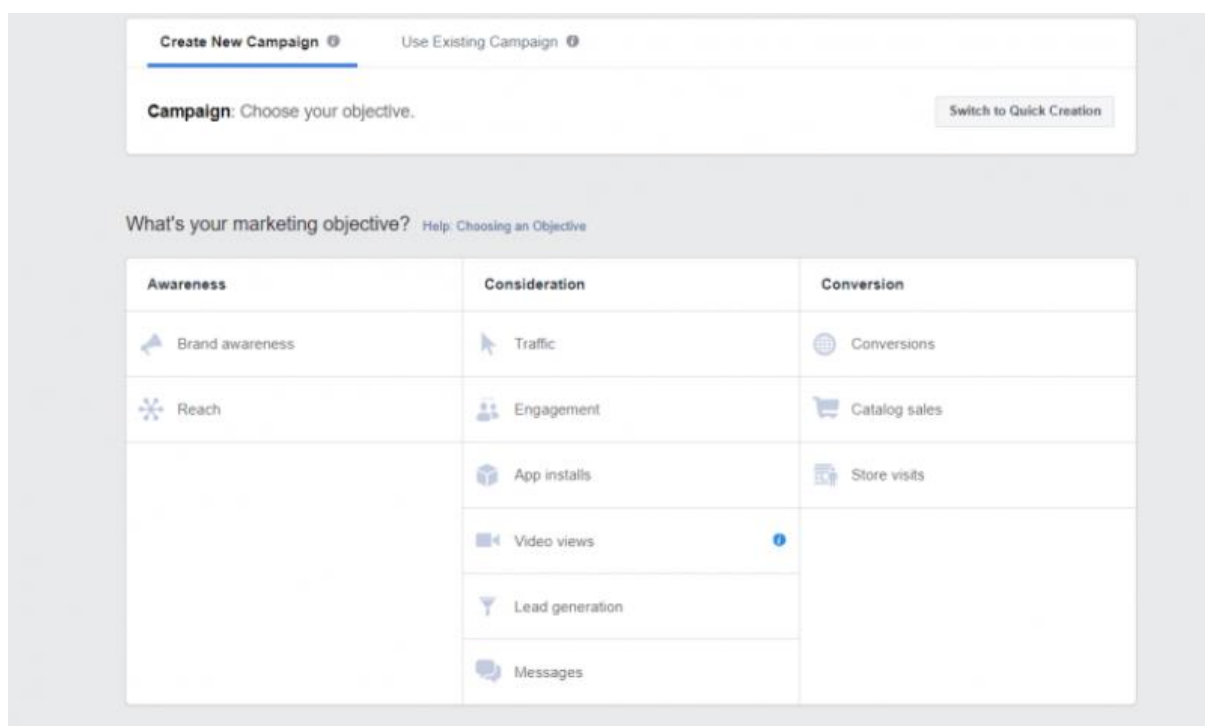 Create New Campaign
Use Existing Campaign
Campaign: Choose your objective.
Switch to Quick Creation
What's your marketing objective? Help: Choosing an Objective
Awareness
Consideration
Conversion
Brand awareness
Traffic
Conversions
Reach
Engagement
Catalog sales
App installs
Store visits
Video views
Lead generation
Messages